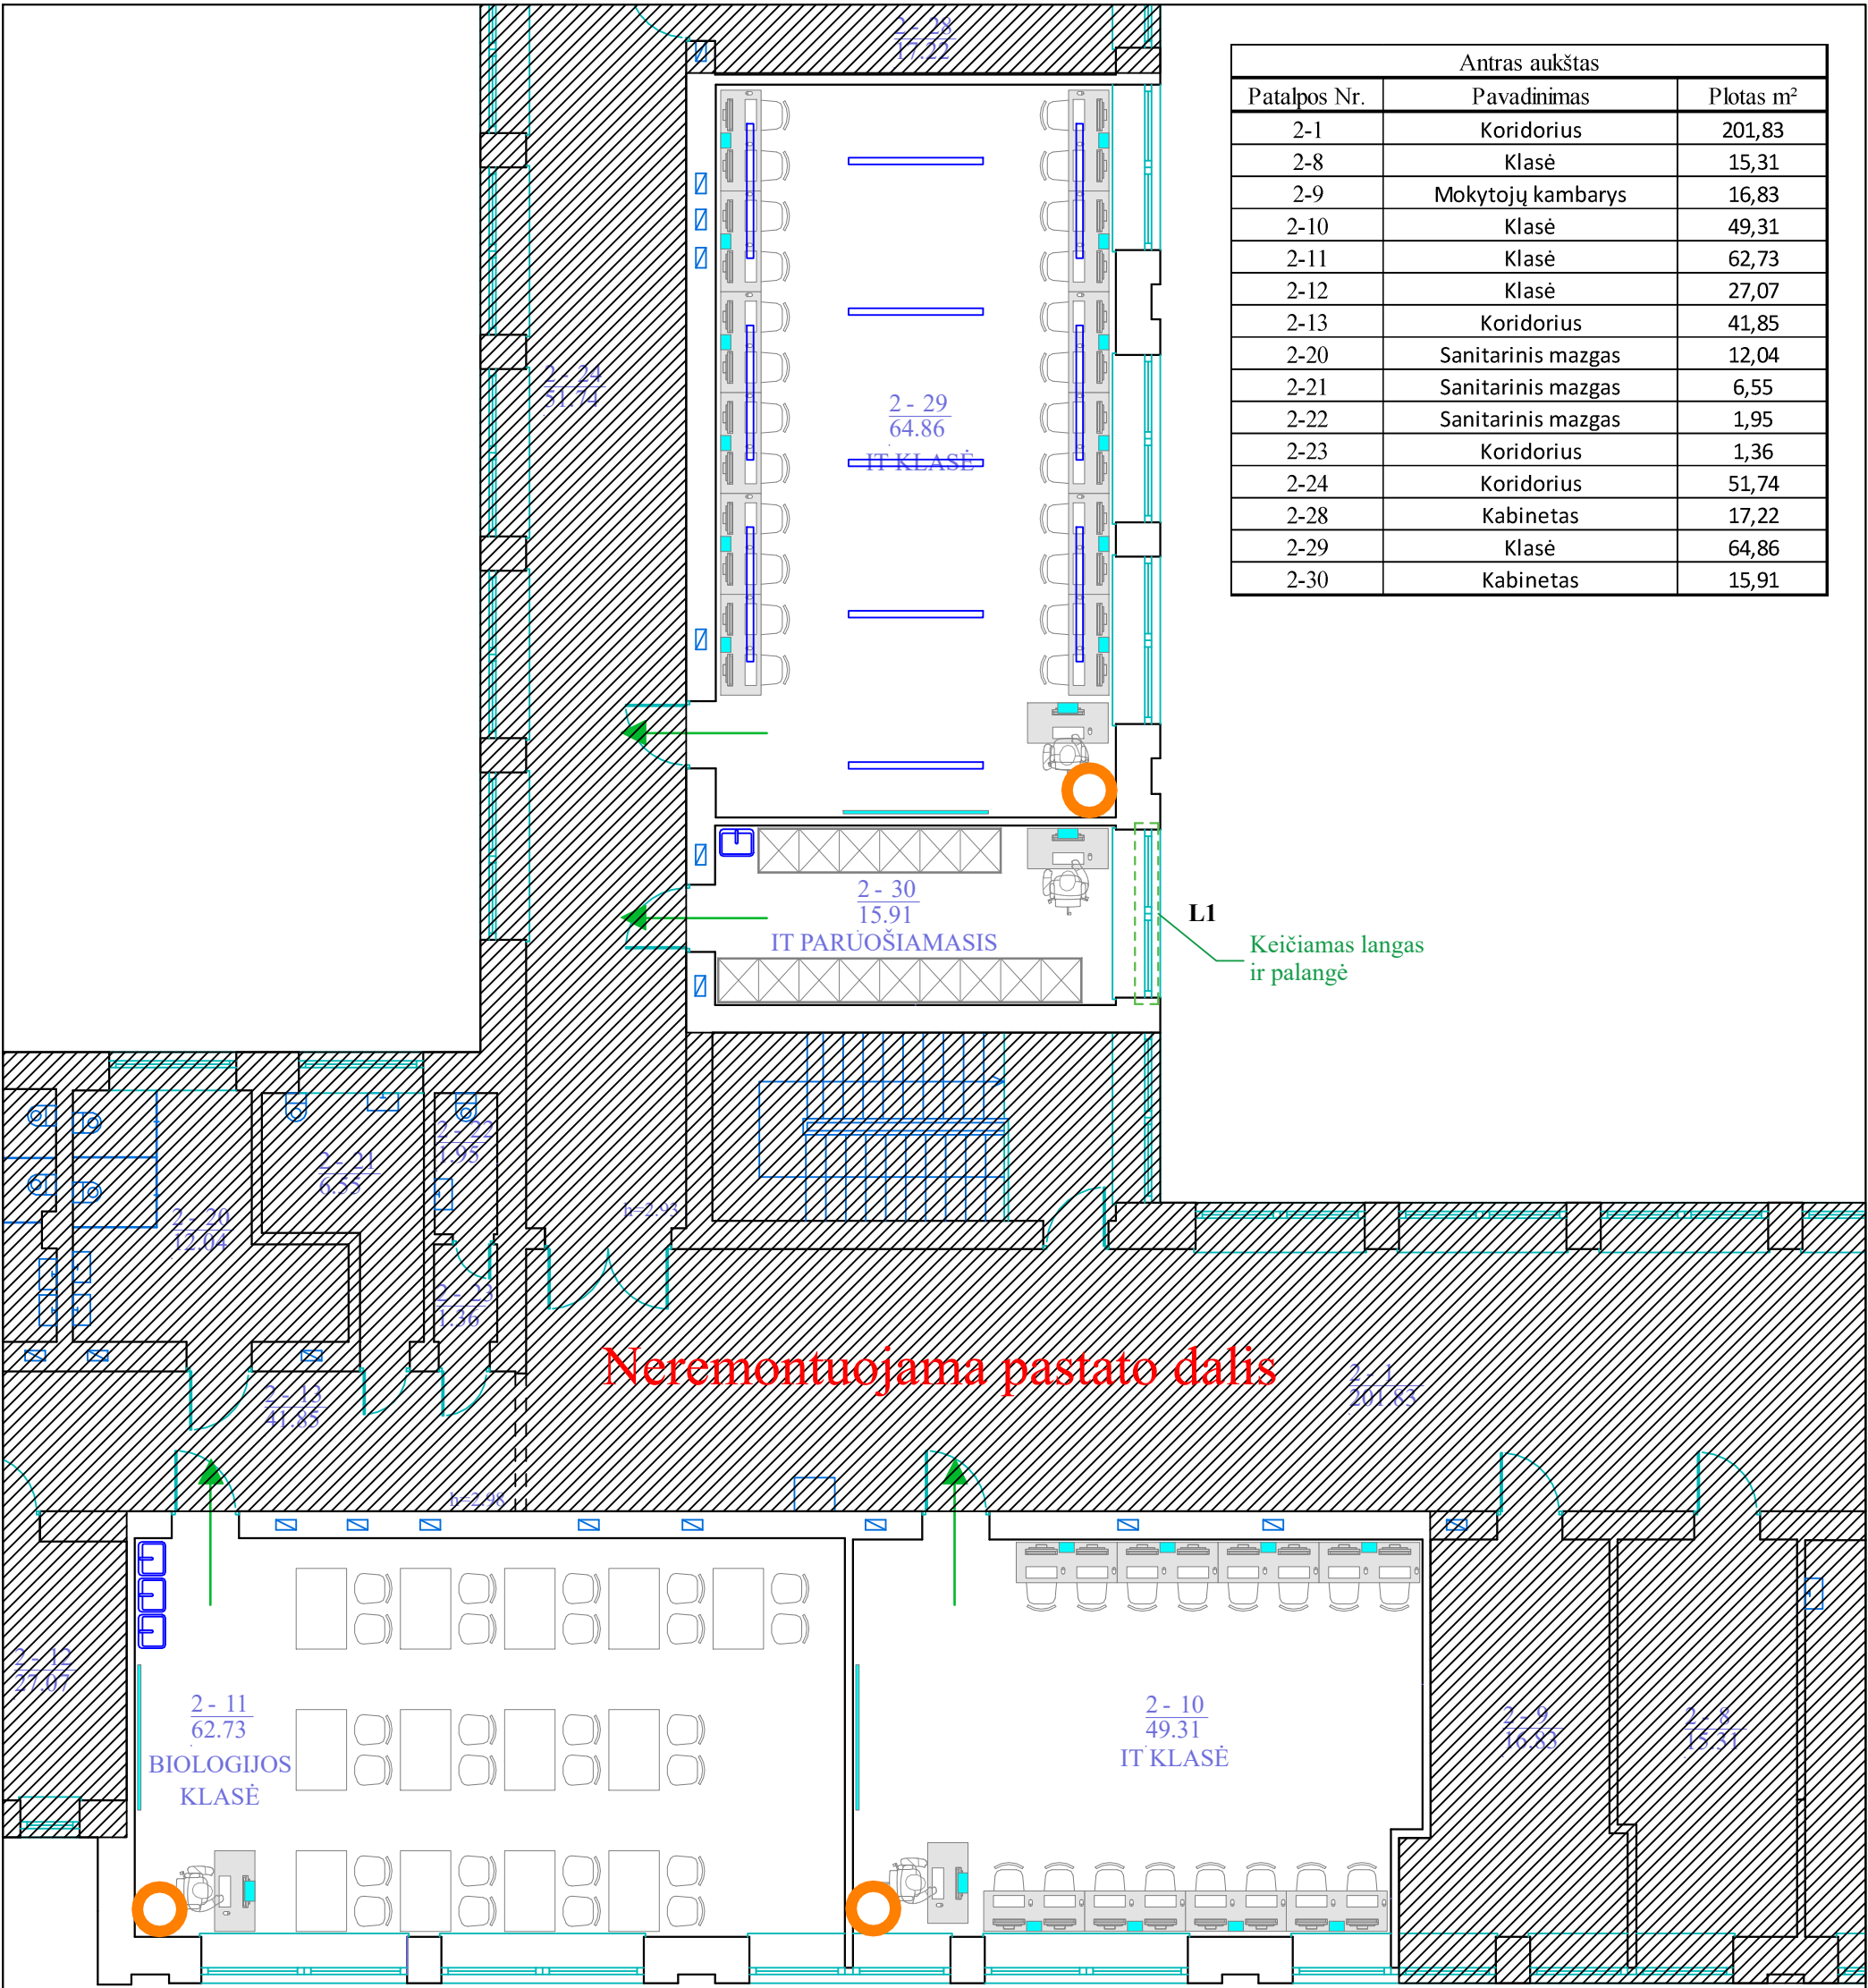 2 - 28
17.22
Antras aukštas
Patalpos Nr. Pavadinimas Plotas m²
2-1 Koridorius 201,83
2-8 Klasė 15,31
2-9 Mokytojų kambarys 16,83
2-10 Klasė 49,31
2-11 Klasė 62,73
2-12 Klasė 27,07
2-13 Koridorius 41,85
2-20 Sanitarinis mazgas 12,04
2-21 Sanitarinis mazgas 6,55
2-22 Sanitarinis mazgas 1,95
2-23 Koridorius 1,36
2-24 Koridorius 51,74
2-28 Kabinetas 17,22
2-29 Klasė 64,86
2-30 Kabinetas 15,91
2 - 24
51.74
2 - 29
64.86
IT KLASĖ
2 - 30
15.91
IT PARUOŠIAMASIS
L1
Keičiamas langas
ir palangė
2 - 22
1.95
2 - 21
6.55
2 - 20
12.04
h=2.93
2 - 23
1.36
Neremontuojama pastato dalis
2 - 1
201.83
2 - 13
41.85
h=2.98
2 - 12
27.07
2 - 11
62.73
BIOLOGIJOS
KLASĖ
2 - 10
49.31
IT KLASĖ
2 - 9
16.83
2 - 8
15.31